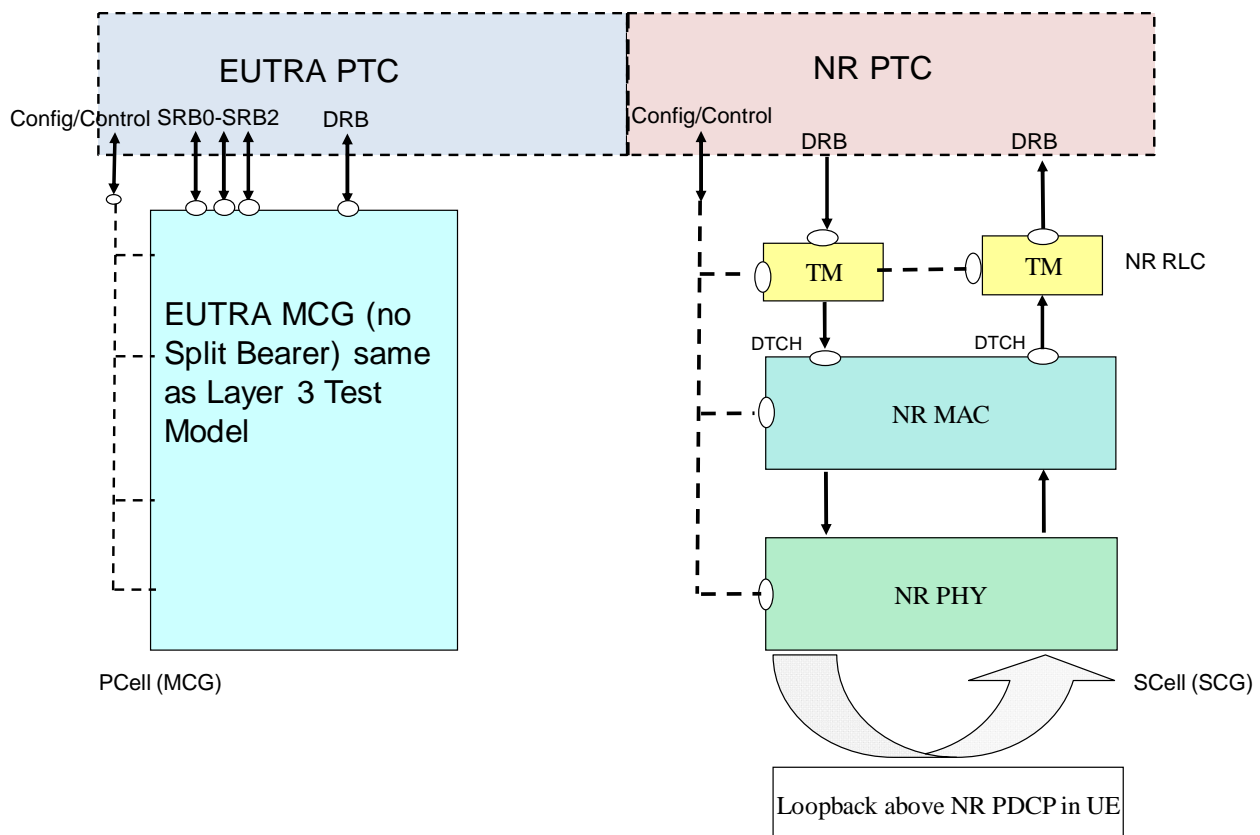 EUTRA PTC
NR PTC
Config/Control
SRB0-SRB2
DRB
Config/Control
DRB
DRB
TM
TM
NR RLC
EUTRA MCG (no
Split Bearer) same
as Layer 3 Test
Model
DTCH
DTCH
NR MAC
NR PHY
PCell (MCG)
SCell (SCG)
Loopback above NR PDCP in UE